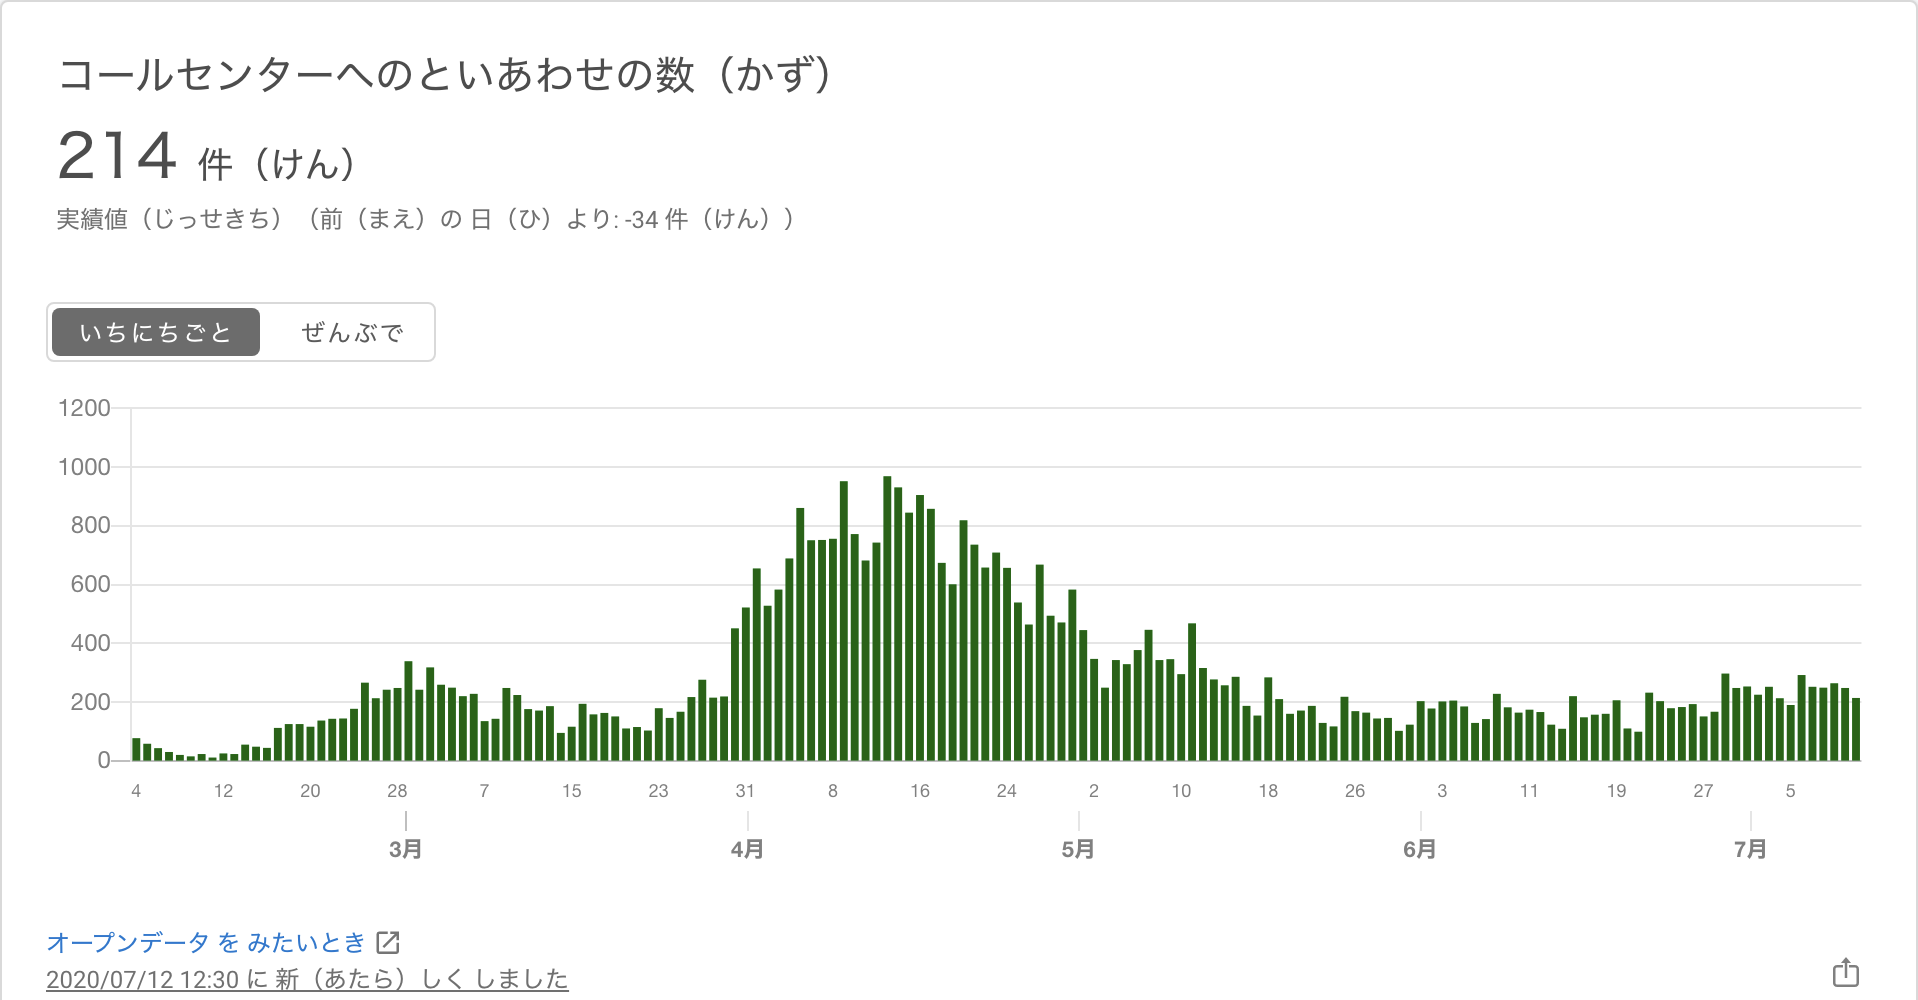 コールセンターへのといあわせの数（かず）
214 件（けん）
実績値（じっせきち）（前（まえ）の 日（ひ）より: -34 件（けん））
いちにちごと ぜんぶで
1200
1000
800
600
400
200
0
4 12 20 28 7 15 23 31 8 16 24 2 10 18 26 3 11 19 27 5
3月 4月 5月 6月 7月
オープンデータ を みたいとき
2020/07/12 12:30 に 新（あたら）しく しました